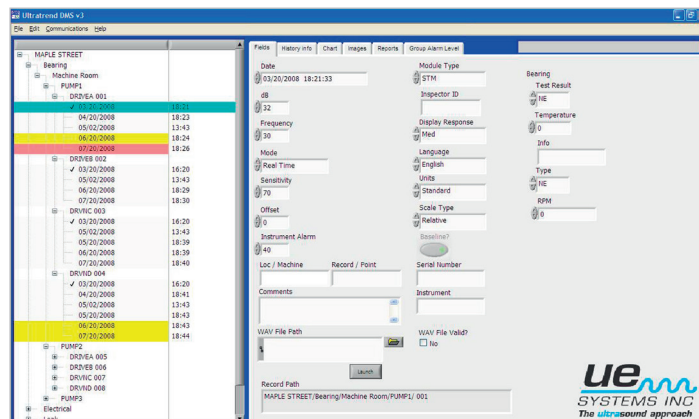 Ultratrend DMS v3
File Edit Communications Help
MAPLE STREET
Bearing
Machine Room
PUMP1
DRIVEA 001
✓ 03/20/2008 18:21
04/20/2008 18:23
05/02/2008 13:43
06/20/2008 18:24
07/20/2008 18:26
DRIVEB 002
✓ 03/20/2008 16:20
05/02/2008 13:43
06/20/2008 18:29
07/20/2008 18:30
DRVNC 003
✓ 03/20/2008 16:20
05/02/2008 13:43
05/20/2008 18:39
06/20/2008 18:39
07/20/2008 18:40
DRVND 004
✓ 03/20/2008 16:20
04/20/2008 18:41
05/02/2008 13:43
05/20/2008 18:43
06/20/2008 18:43
07/20/2008 18:44
PUMP2
DRIVEA 005
DRIVEB 006
DRVNC 007
DRVND 008
PUMP3
Electrical
Fields History info Chart Images Reports Group Alarm Level
Date
03/20/2008 18:21:33
dB
32
Frequency
30
Mode
Real Time
Sensitivity
70
Offset
0
Instrument Alarm
40
Loc / Machine Record / Point
Comments
WAV File Path
Launch
Record Path
MAPLE STREET/Bearing/Machine Room/PUMP1/ 001
Module Type
STM
Inspector ID
Display Response
Med
Language
English
Units
Standard
Scale Type
Relative
Baseline?
Serial Number
Instrument
WAV File Valid?
No
Bearing
Test Result
NE
Temperature
0
Info
Type
NE
RPM
0
ue
SYSTEMS INC
The ultrasound approach